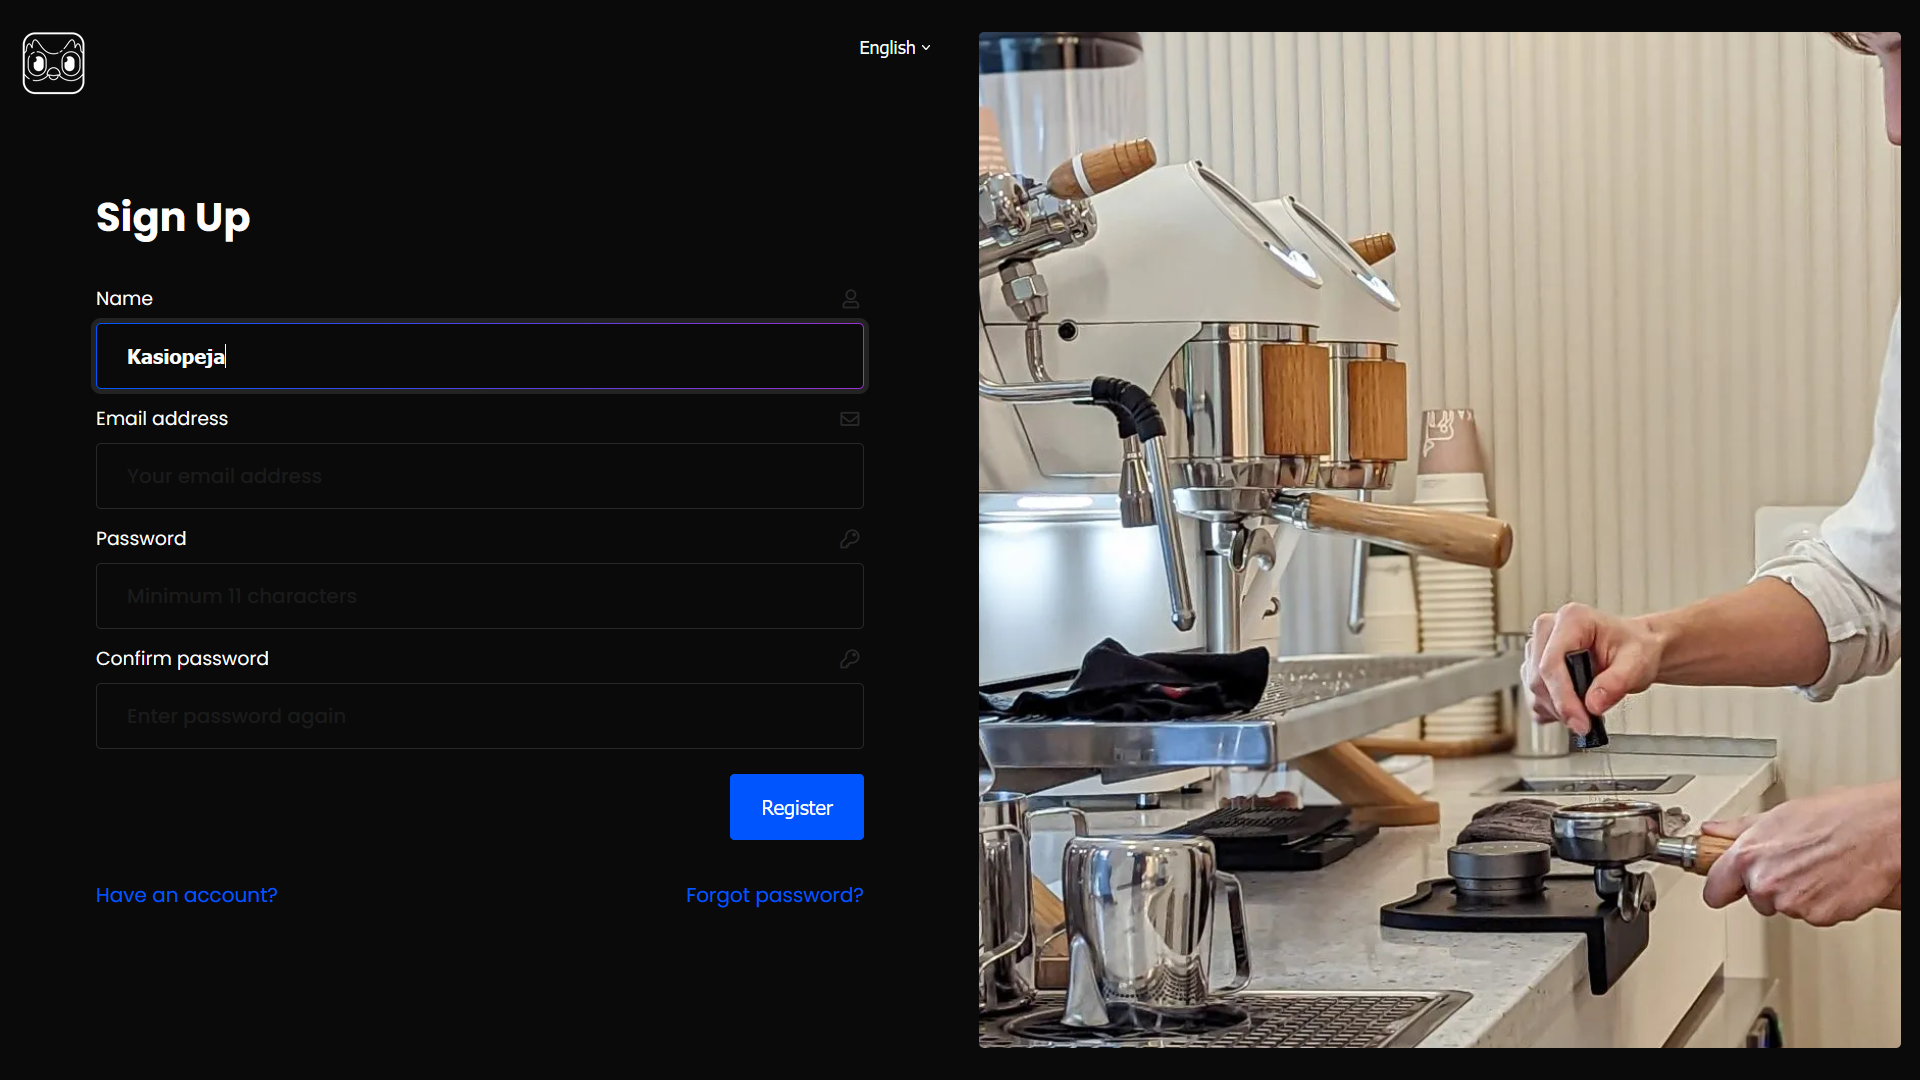 English
Sign Up
Name
Kasiopeja
Email address
Your email address
Password
Minimum 11 characters
Confirm password
Enter password again
Register
Have an account?
Forgot password?